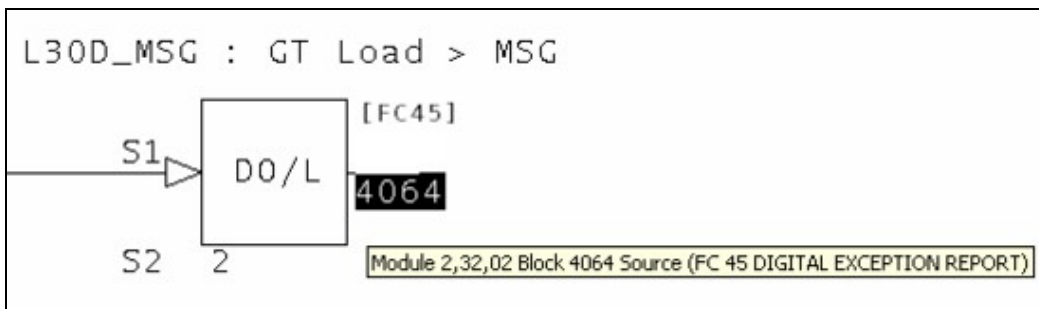 L30D_MSG : GT Load > MSG
[FC45]
S1
DO/L
4064
S2 2
Module 2,32,02 Block 4064 Source (FC 45 DIGITAL EXCEPTION REPORT)